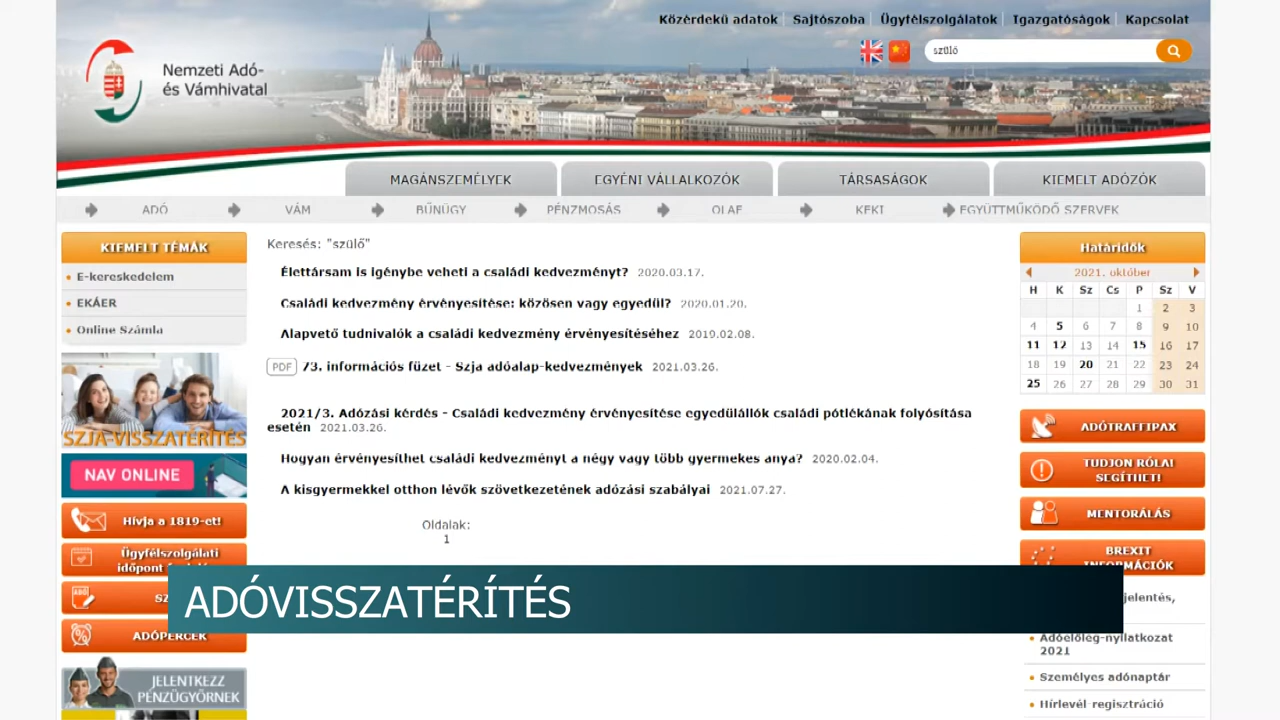 Közérdekű adatok
Sajtószoba
Ügyfélszolgálatok
Igazgatóságok
Kapcsolat
szülő
Nemzeti Adó-
és Vámhivatal
MAGÁNSZEMÉLYEK
EGYÉNI VÁLLALKOZÓK
TÁRSASÁGOK
KIEMELT ADÓZÓK
ADÓ
VÁM
BŰNÜGY
PÉNZMOSÁS
OLAF
KEKI
EGYÜTTMŰKÖDŐ SZERVEK
KIEMELT TÉMÁK
E-kereskedelem
EKÁER
Online Számla
SZJA-VISSZATÉRÍTÉS
NAV ONLINE
Hívja a 1819-et!
Ügyfélszolgálati
időpont
SZ
ADÓPERCEK
JELENTKEZZ
PÉNZÜGYŐRNEK
Keresés: "szülő"
Élettársam is igénybe veheti a családi kedvezményt? 2020.03.17.
Családi kedvezmény érvényesítése: közösen vagy egyedül? 2020.01.20.
Alapvető tudnivalók a családi kedvezmény érvényesítéséhez 2019.02.08.
PDF 73. információs füzet - Szja adóalap-kedvezmények 2021.03.26.
2021/3. Adózási kérdés - Családi kedvezmény érvényesítése egyedülállók családi pótlékának folyósítása
esetén 2021.03.26.
Hogyan érvényesíthet családi kedvezményt a négy vagy több gyermekes anya? 2020.02.04.
A kisgyermekkel otthon lévők szövetkezetének adózási szabályai 2021.07.27.
Oldalak:
1
ADÓVISSZATÉRÍTÉS
Határidők
2021. október
H K Sz Cs P Sz V
1 2 3
4 5 6 7 8 9 10
11 12 13 14 15 16 17
18 19 20 21 22 23 24
25 26 27 28 29 30 31
ADÓTRAFFIPAX
TUDJON RÓLA!
SEGÍTHET!
MENTORÁLÁS
BREXIT
INFORMÁCIÓK
jelentés,
Adóelőleg-nyilatkozat
2021
Személyes adónaptár
Hírlevél-regisztráció